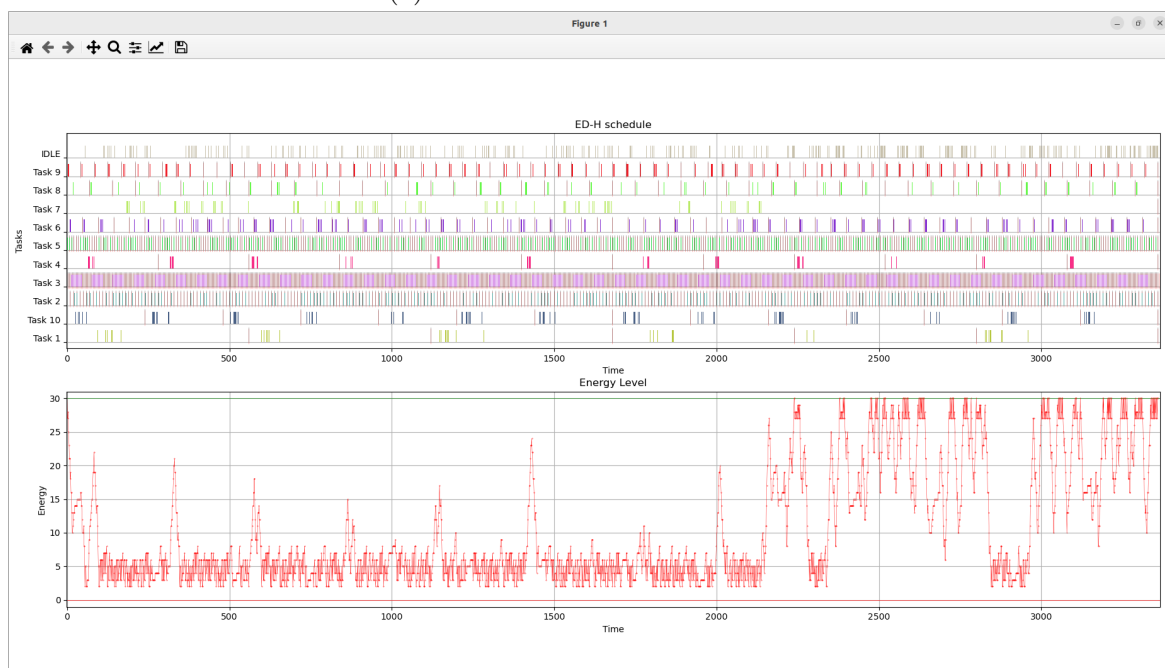 Figure 1
ED-H schedule
IDLE
Task 9
Task 8
Task 7
Task 6
Task 5
Task 4
Task 3
Task 2
Task 10
Task 1
Tasks
0 500 1000 1500 2000 2500 3000
Time
Energy Level
30
25
20
15
10
5
0
Energy
0 500 1000 1500 2000 2500 3000
Time